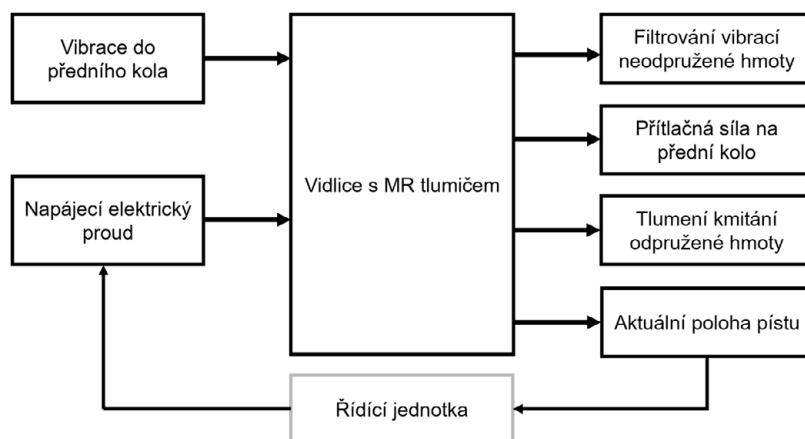 Vibrace do
předního kola
Napájecí elektrický
proud
Vidlice s MR tlumičem
Filtrování vibrací
neodpružené hmoty
Přítlačná síla na
přední kolo
Tlumení kmitání
odpružené hmoty
Aktuální poloha pístu
Řídící jednotka